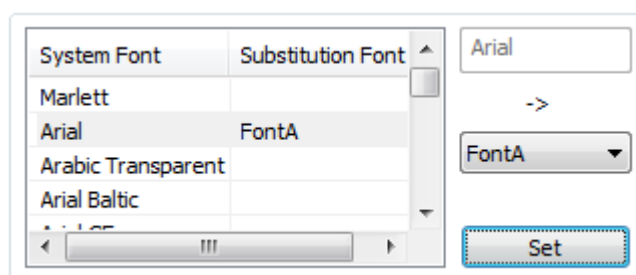 System Font Substitution Font
Marlett
Arial FontA
Arabic Transparent
Arial Baltic
Arial
->
FontA
Set